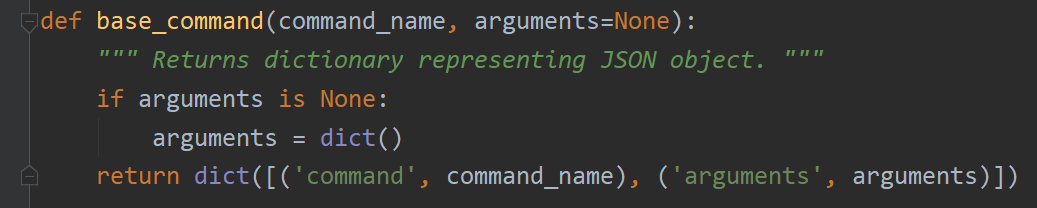 def base_command(command_name, arguments=None):
    """ Returns dictionary representing JSON object. """
    if arguments is None:
        arguments = dict()
    return dict([('command', command_name), ('arguments', arguments)])